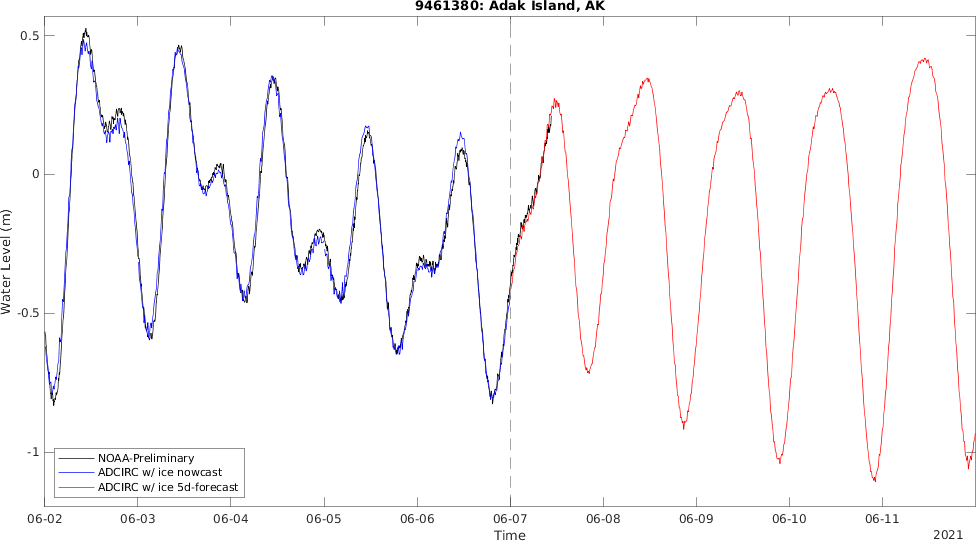 9461380: Adak Island, AK
Water Level (m)
0.5
0
-0.5
-1
NOAA-Preliminary
ADCIRC w/ ice nowcast
ADCIRC w/ ice 5d-forecast
06-02 06-03 06-04 06-05 06-06 06-07 06-08 06-09 06-10 06-11
Time
2021